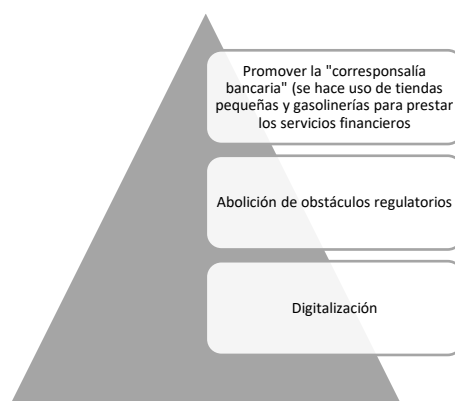 Promover la "corresponsalía
bancaria" (se hace uso de tiendas
pequeñas y gasolinerías para prestar
los servicios financieros
Abolición de obstáculos regulatorios
Digitalización